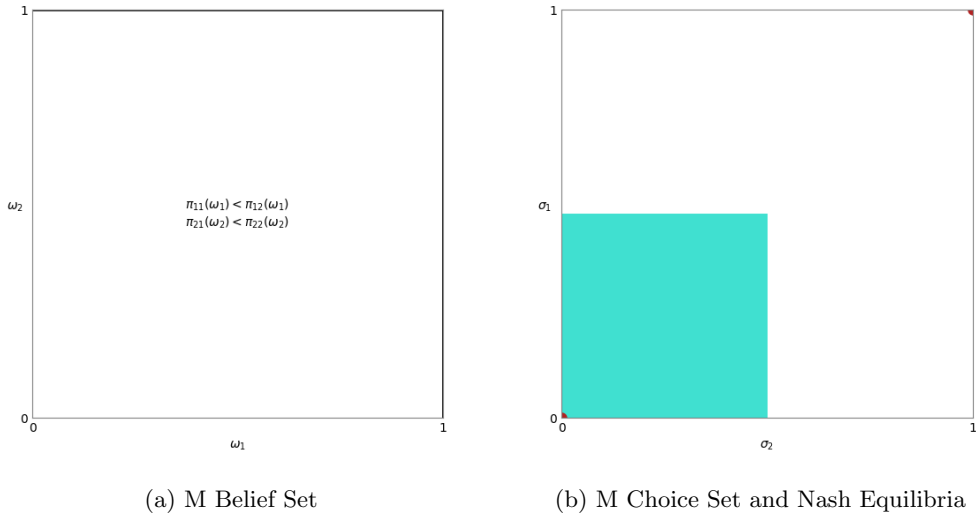 1
ω₂
π₁₁(ω₁) < π₁₂(ω₁)
π₂₁(ω₂) < π₂₂(ω₂)
0
0
1
ω₁
(a) M Belief Set
1
σ₁
0
0
1
σ₂
(b) M Choice Set and Nash Equilibria